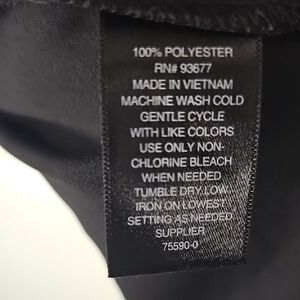 100% POLYESTER
RN# 93677
MADE IN VIETNAM
MACHINE WASH COLD
GENTLE CYCLE
WITH LIKE COLORS
USE ONLY NON-
CHLORINE BLEACH
WHEN NEEDED
TUMBLE DRY LOW.
IRON ON LOWEST
SETTING AS NEEDED
SUPPLIER
75590-0